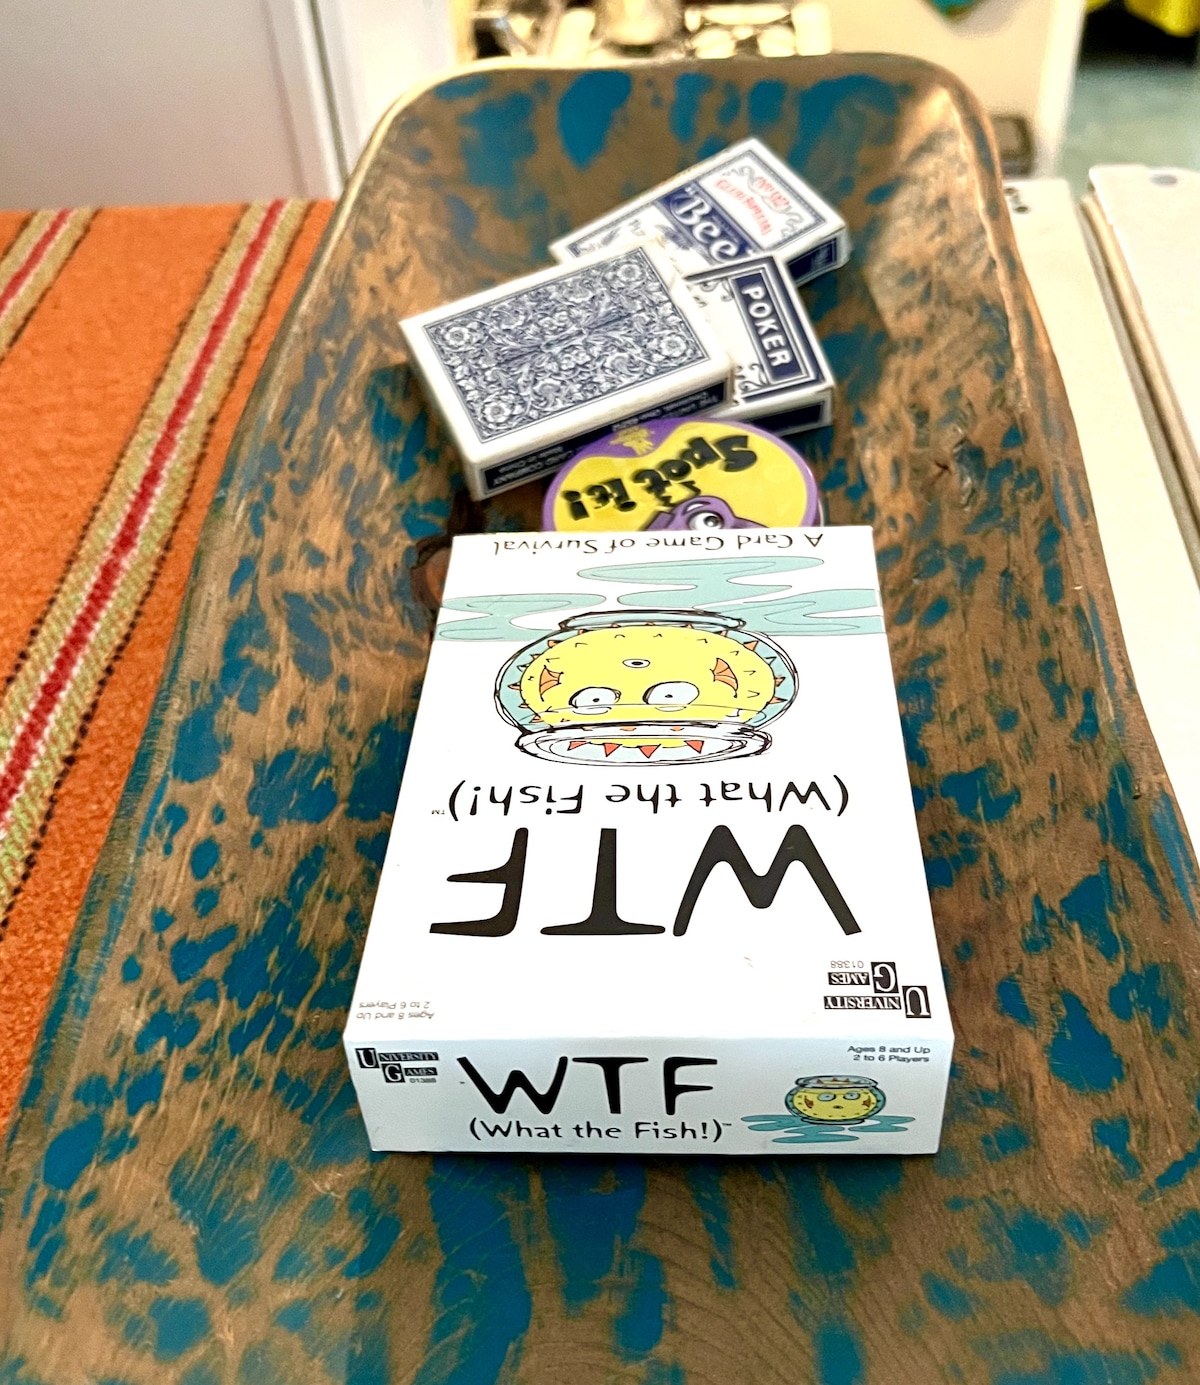 Bee
POKER
Spot it!
A Card Game of Survival
(What the Fish!)™
WTF
UNIVERSITY
GAMES
01388
Ages 8 and Up
2 to 6 Players
UNIVERSITY
GAMES
01388
WTF
(What the Fish!)™
Ages 8 and Up
2 to 6 Players